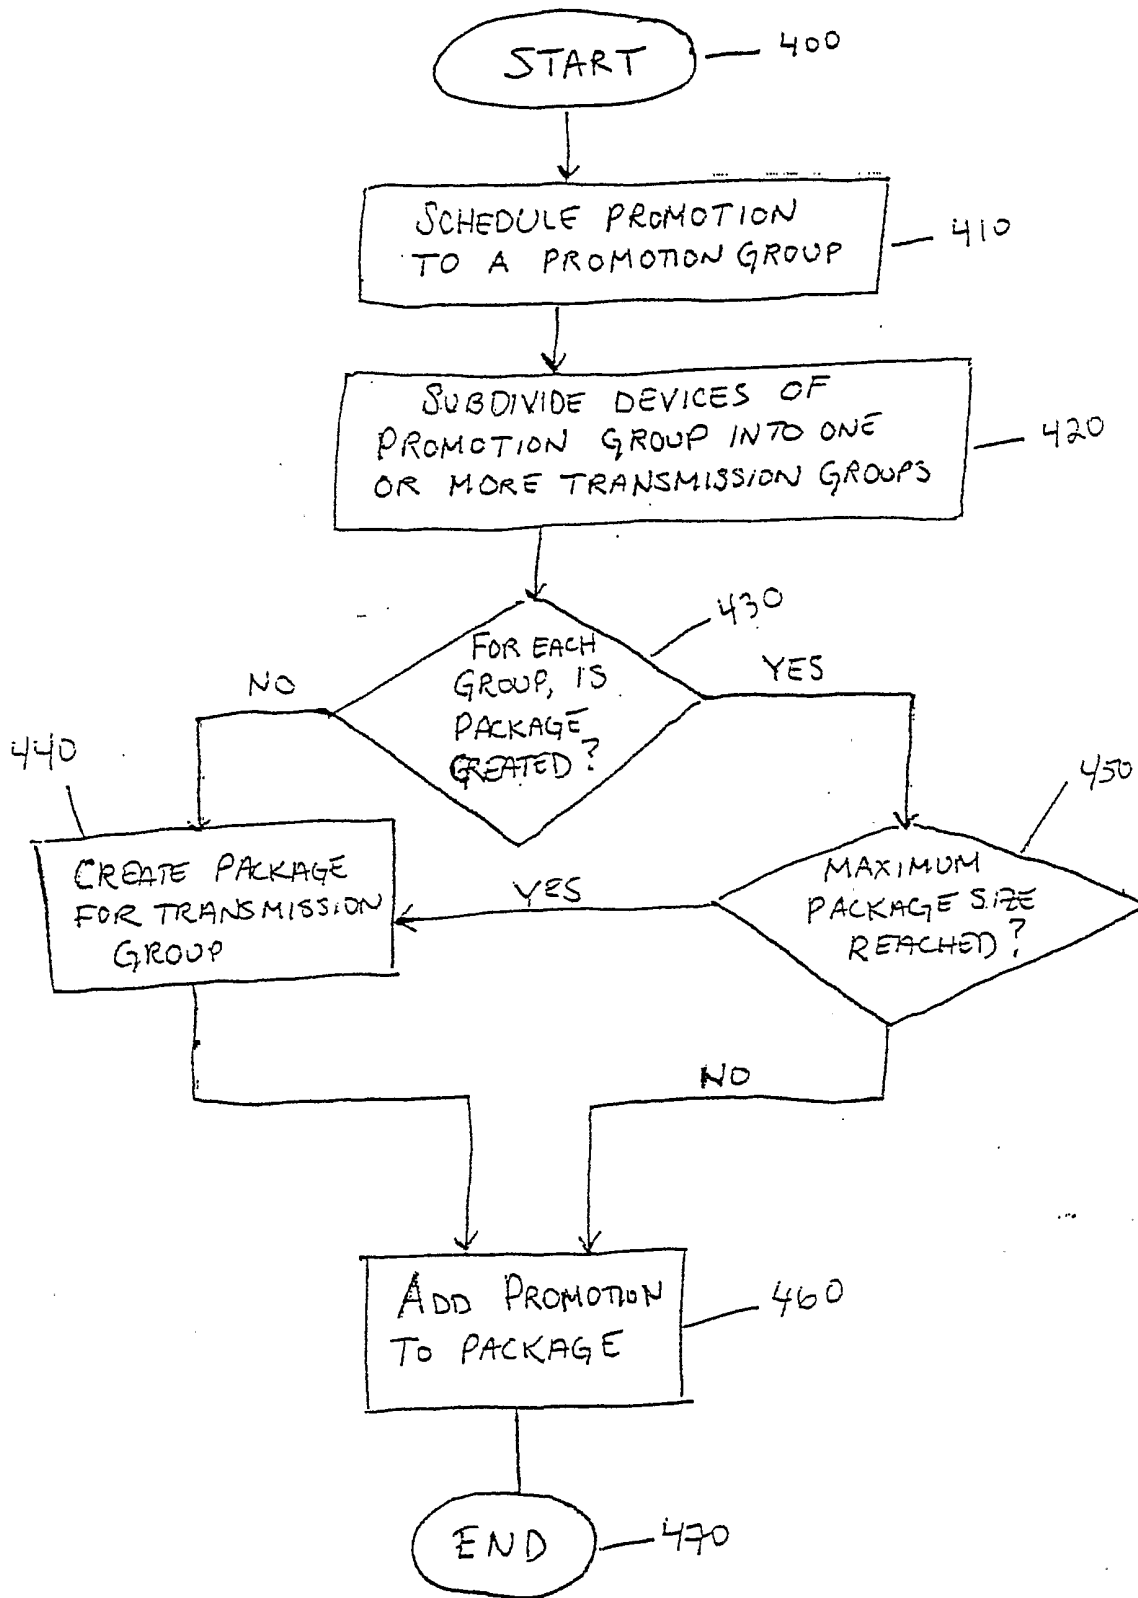 START
400
SCHEDULE PROMOTION
TO A PROMOTION GROUP
410
SUBDIVIDE DEVICES OF
PROMOTION GROUP INTO ONE
OR MORE TRANSMISSION GROUPS
420
430
FOR EACH
GROUP, IS
PACKAGE
CREATED?
NO
YES
440
450
CREATE PACKAGE
FOR TRANSMISSION
GROUP
YES
MAXIMUM
PACKAGE SIZE
REACHED?
NO
ADD PROMOTION
TO PACKAGE
460
END
470